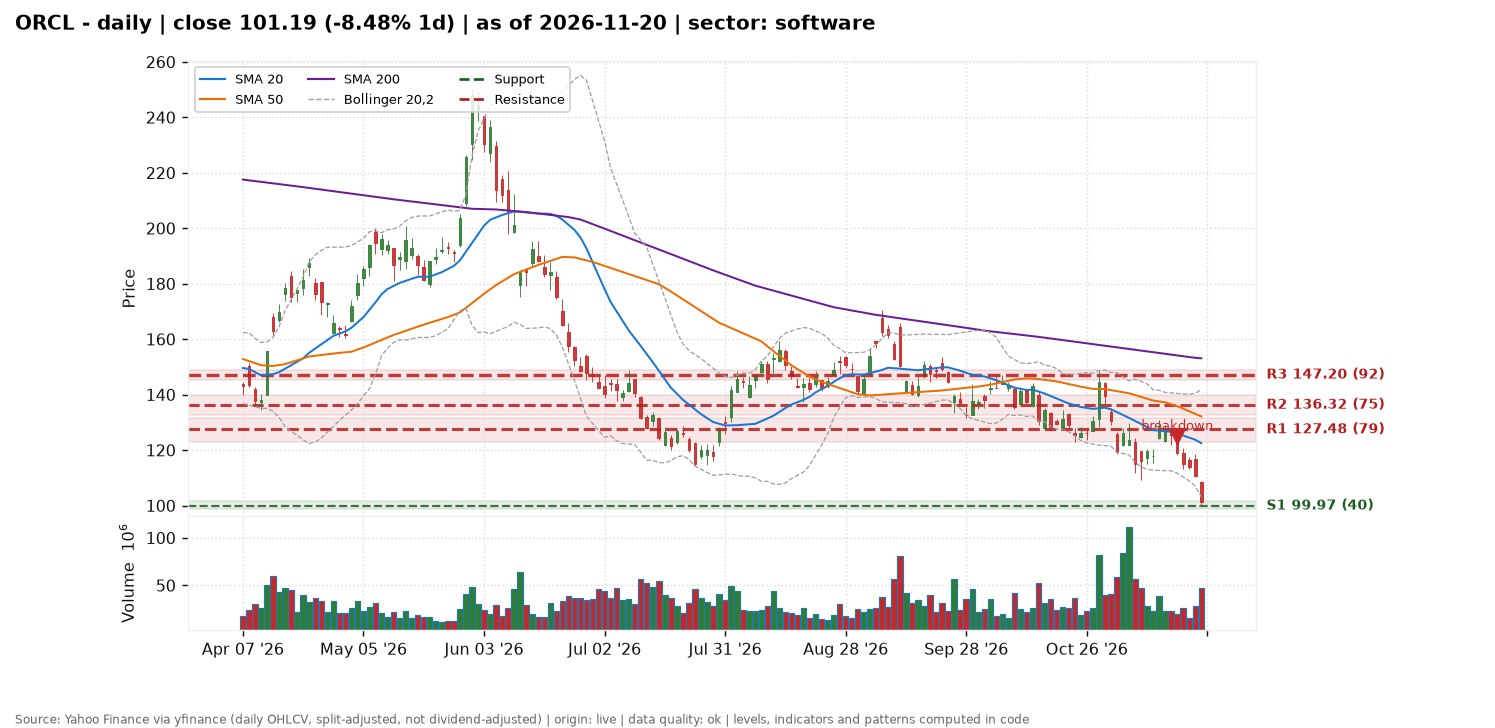 ORCL - daily | close 101.19 (-8.48% 1d) | as of 2026-11-20 | sector: software
SMA 20
SMA 50
SMA 200
Bollinger 20,2
Support
Resistance
Price
260
240
220
200
180
160
140
120
100
R3 147.20 (92)
R2 136.32 (75)
breakdown
R1 127.48 (79)
S1 99.97 (40)
Volume 10⁶
100
50
Apr 07 '26
May 05 '26
Jun 03 '26
Jul 02 '26
Jul 31 '26
Aug 28 '26
Sep 28 '26
Oct 26 '26
Source: Yahoo Finance via yfinance (daily OHLCV, split-adjusted, not dividend-adjusted) | origin: live | data quality: ok | levels, indicators and patterns computed in code